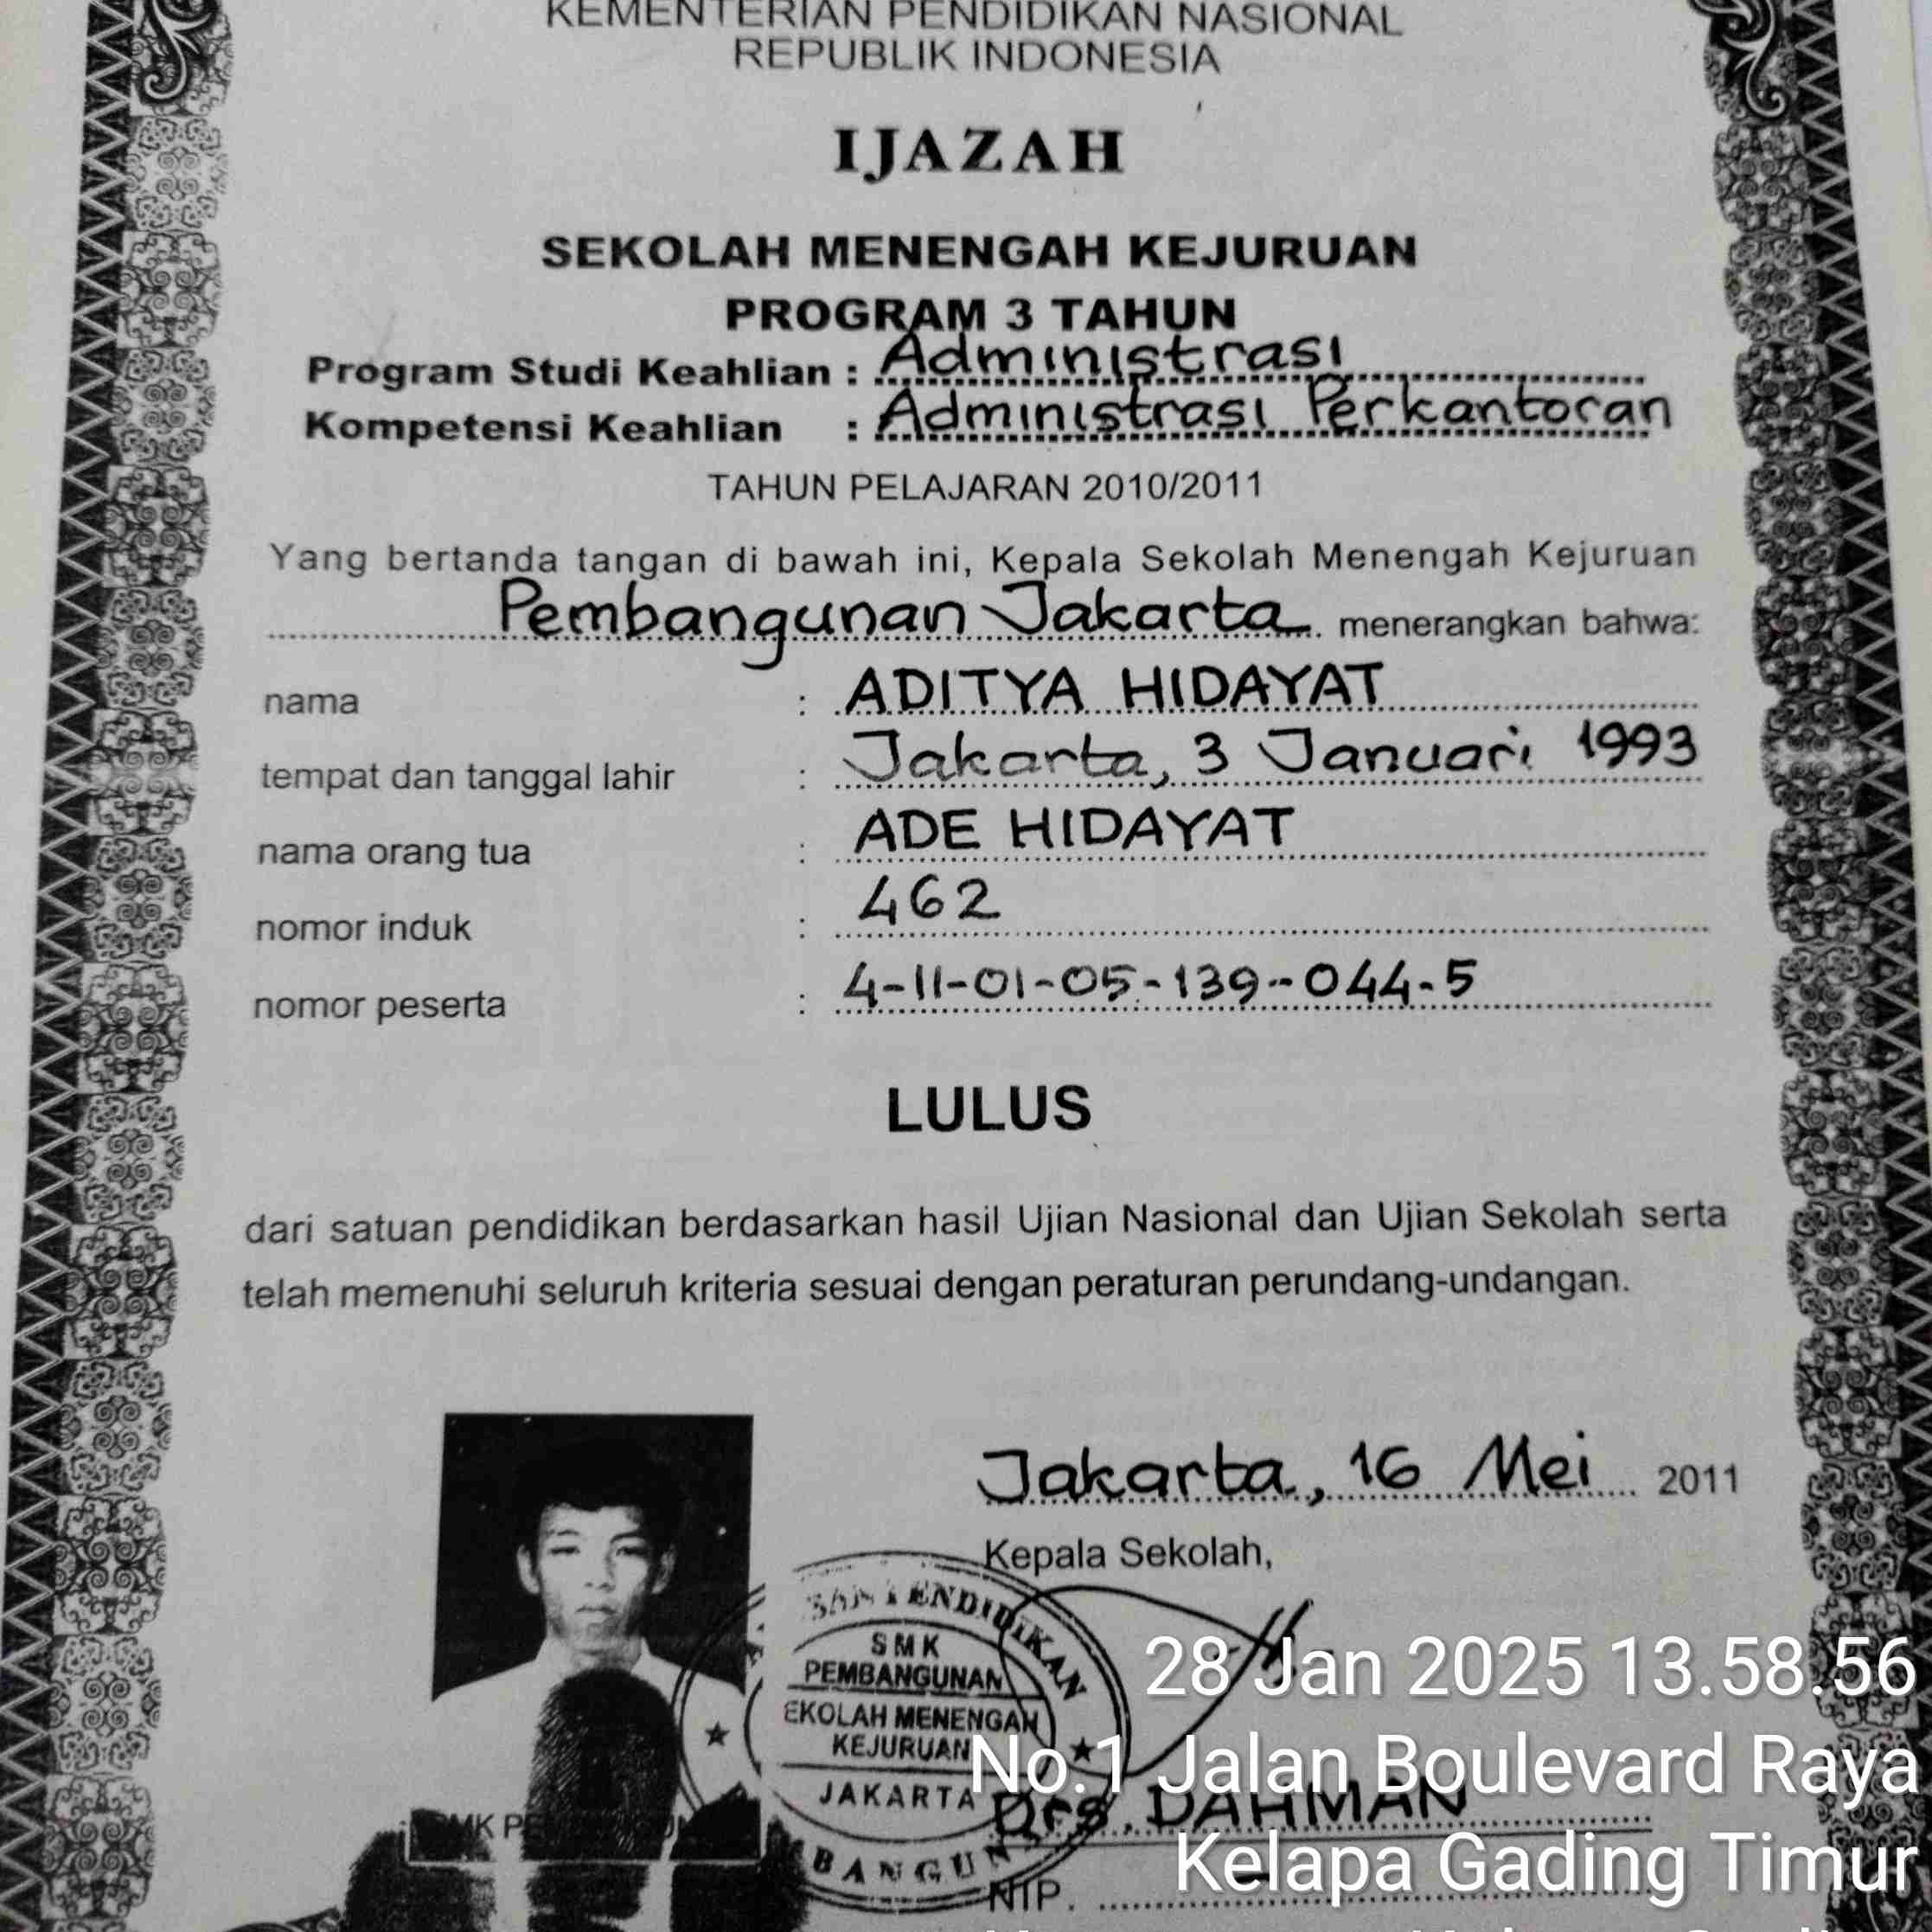 KEMENTERIAN PENDIDIKAN NASIONAL
REPUBLIK INDONESIA
IJAZAH
SEKOLAH MENENGAH KEJURUAN
PROGRAM 3 TAHUN
Program Studi Keahlian : Administrasi
Kompetensi Keahlian : Administrasi Perkantoran
TAHUN PELAJARAN 2010/2011
Yang bertanda tangan di bawah ini, Kepala Sekolah Menengah Kejuruan
Pembangunan Jakarta menerangkan bahwa:
nama : ADITYA HIDAYAT
tempat dan tanggal lahir : Jakarta, 3 Januari 1993
nama orang tua : ADE HIDAYAT
nomor induk : 462
nomor peserta : 4-11-01-05-139-044-5
LULUS
dari satuan pendidikan berdasarkan hasil Ujian Nasional dan Ujian Sekolah serta
telah memenuhi seluruh kriteria sesuai dengan peraturan perundang-undangan.
Jakarta, 16 Mei 2011
Kepala Sekolah,
PENDIDIKAN
SMK
PEMBANGUNAN
EKOLAH MENENGAH
KEJURUAN
JAKARTA
BANGUN
Drs. DAHMAN
NIP.
28 Jan 2025 13.58.56
No.1 Jalan Boulevard Raya
Kelapa Gading Timur